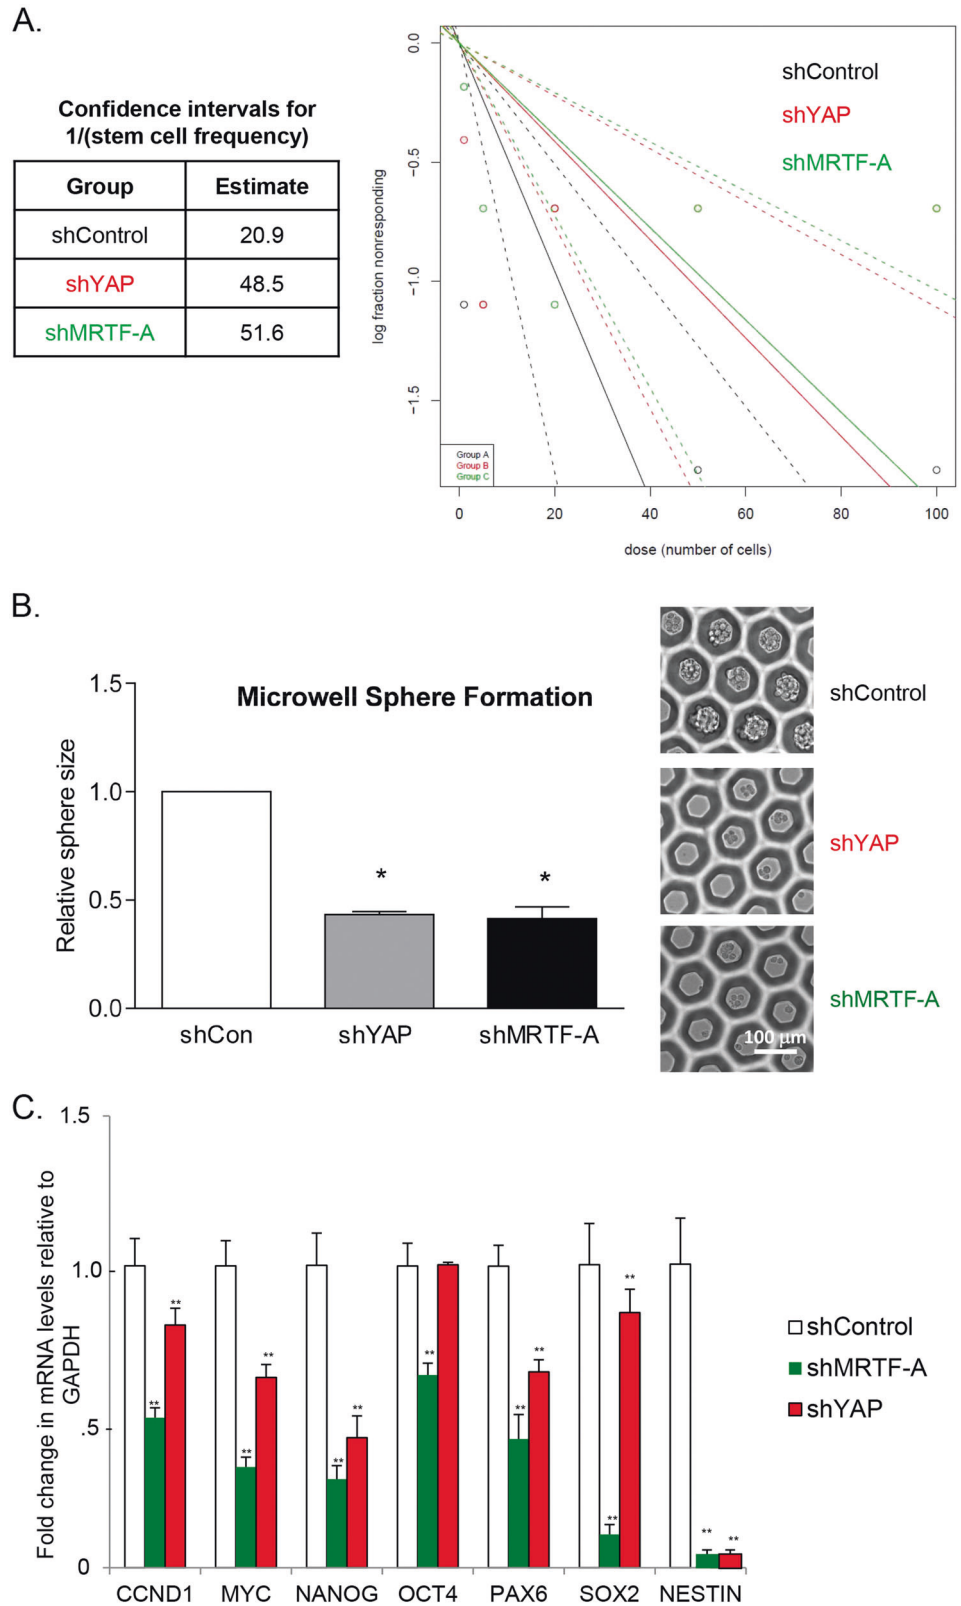 A.
Confidence intervals for
1/(stem cell frequency)
Group Estimate
shControl 20.9
shYAP 48.5
shMRTF-A 51.6
log fraction nonresponding
0.0
−0.5
−1.0
−1.5
shControl
shYAP
shMRTF-A
Group A
Group B
Group C
0 20 40 60 80 100
dose (number of cells)
B.
Microwell Sphere Formation
Relative sphere size
1.5
1.0
0.5
0.0
* *
shCon shYAP shMRTF-A
shControl
shYAP
shMRTF-A
100 µm
C.
Fold change in mRNA levels relative to
GAPDH
1.5
1.0
.5
0
** ** ** ** ** ** ** ** ** ** ** ** **
shControl
shMRTF-A
shYAP
CCND1 MYC NANOG OCT4 PAX6 SOX2 NESTIN